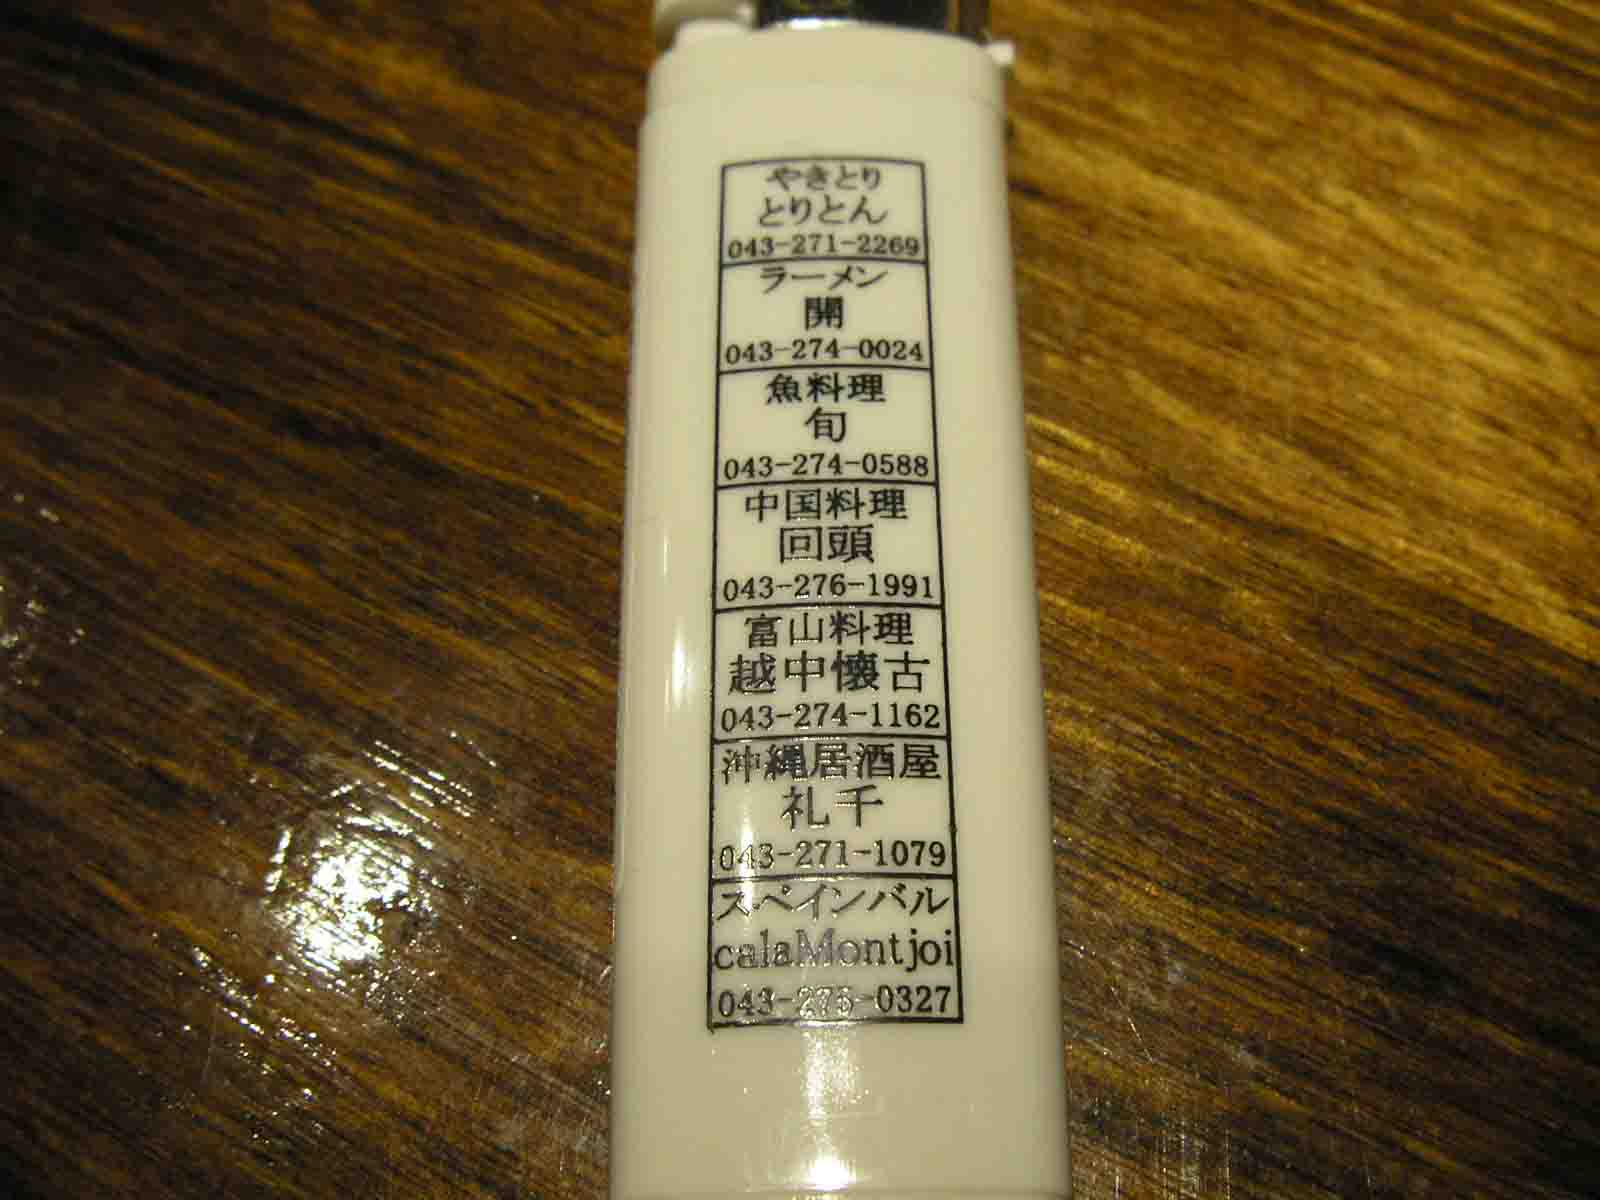 やきとり
とりとん
043-271-2269
ラーメン
開
043-274-0024
魚料理
旬
043-274-0588
中国料理
回頭
043-276-1991
富山料理
越中懐古
043-274-1162
沖縄居酒屋
礼千
043-271-1079
スペインバル
calaMontjoi
043-275-0327